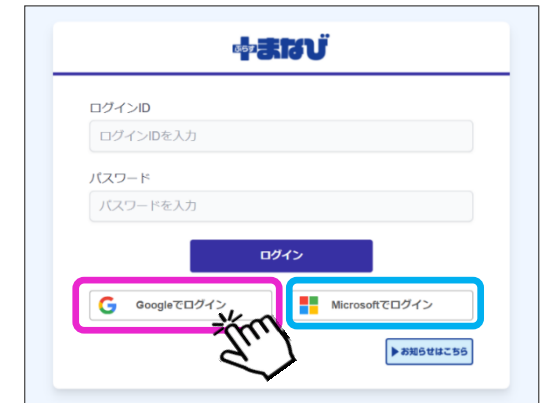 ぷらす
＋まなび
ログインID
ログインIDを入力
パスワード
パスワードを入力
ログイン
Googleでログイン
Microsoftでログイン
▶お知らせはこちら